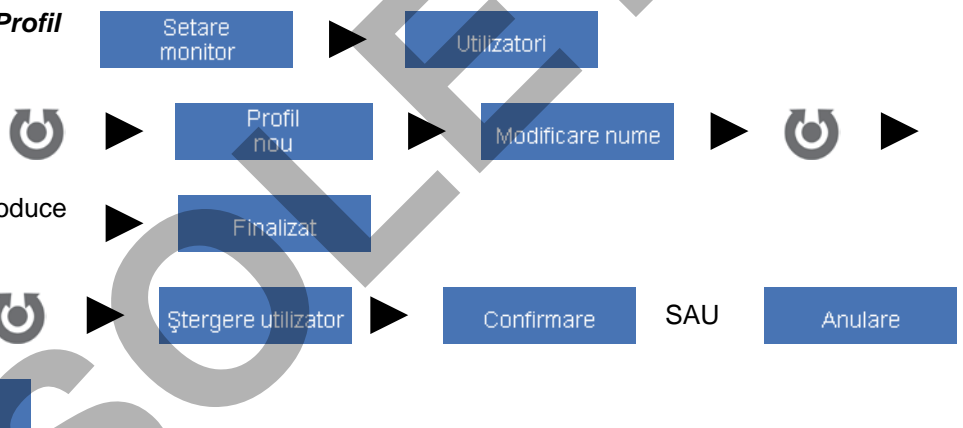 Profil
Setare
monitor
Utilizatori
Profil
nou
Modificare nume
oduce
Finalizat
Ştergere utilizator
Confirmare
SAU
Anulare